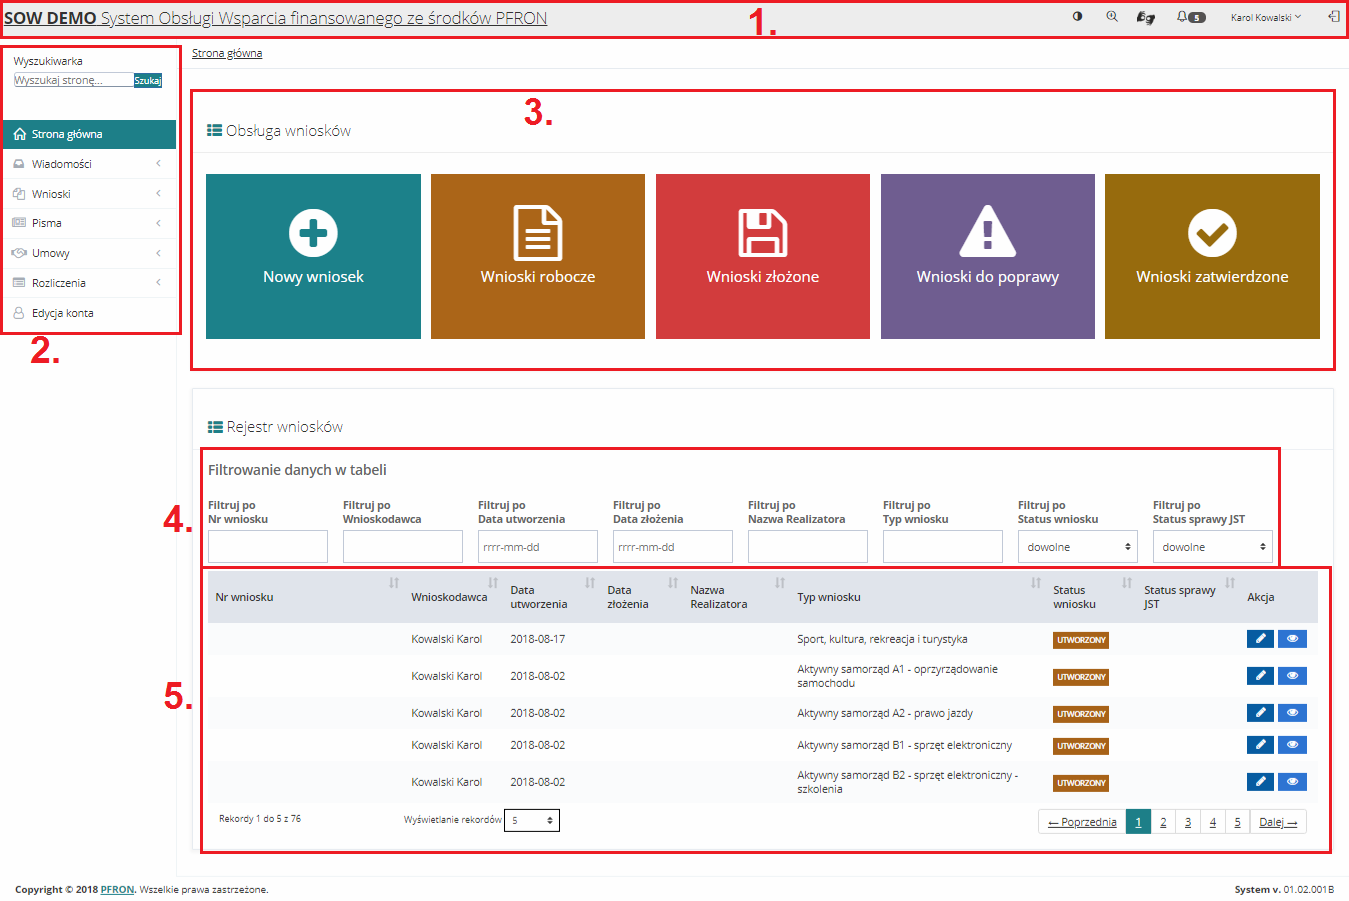 SOW DEMO System Obsługi Wsparcia finansowanego ze środków PFRON
1.
5
Karol Kowalski
Wyszukiwarka
Wyszukaj stronę...
Szukaj
Strona główna
Wiadomości
Wnioski
Pisma
Umowy
Rozliczenia
Edycja konta
2.
Strona główna
3.
Obsługa wniosków
Nowy wniosek
Wnioski robocze
Wnioski złożone
Wnioski do poprawy
Wnioski zatwierdzone
Rejestr wniosków
4.
Filtrowanie danych w tabeli
Filtruj po Nr wniosku
Filtruj po Wnioskodawca
Filtruj po Data utworzenia
rrrr-mm-dd
Filtruj po Data złożenia
rrrr-mm-dd
Filtruj po Nazwa Realizatora
Filtruj po Typ wniosku
Filtruj po Status wniosku
dowolne
Filtruj po Status sprawy JST
dowolne
5.
Nr wniosku Wnioskodawca Data utworzenia Data złożenia Nazwa Realizatora Typ wniosku Status wniosku Status sprawy JST Akcja
Kowalski Karol 2018-08-17 Sport, kultura, rekreacja i turystyka UTWORZONY
Kowalski Karol 2018-08-02 Aktywny samorząd A1 - oprzyrządowanie samochodu UTWORZONY
Kowalski Karol 2018-08-02 Aktywny samorząd A2 - prawo jazdy UTWORZONY
Kowalski Karol 2018-08-02 Aktywny samorząd B1 - sprzęt elektroniczny UTWORZONY
Kowalski Karol 2018-08-02 Aktywny samorząd B2 - sprzęt elektroniczny - szkolenia UTWORZONY
Rekordy 1 do 5 z 76
Wyświetlanie rekordów 5
← Poprzednia 1 2 3 4 5 Dalej →
Copyright © 2018 PFRON. Wszelkie prawa zastrzeżone.
System v. 01.02.001B